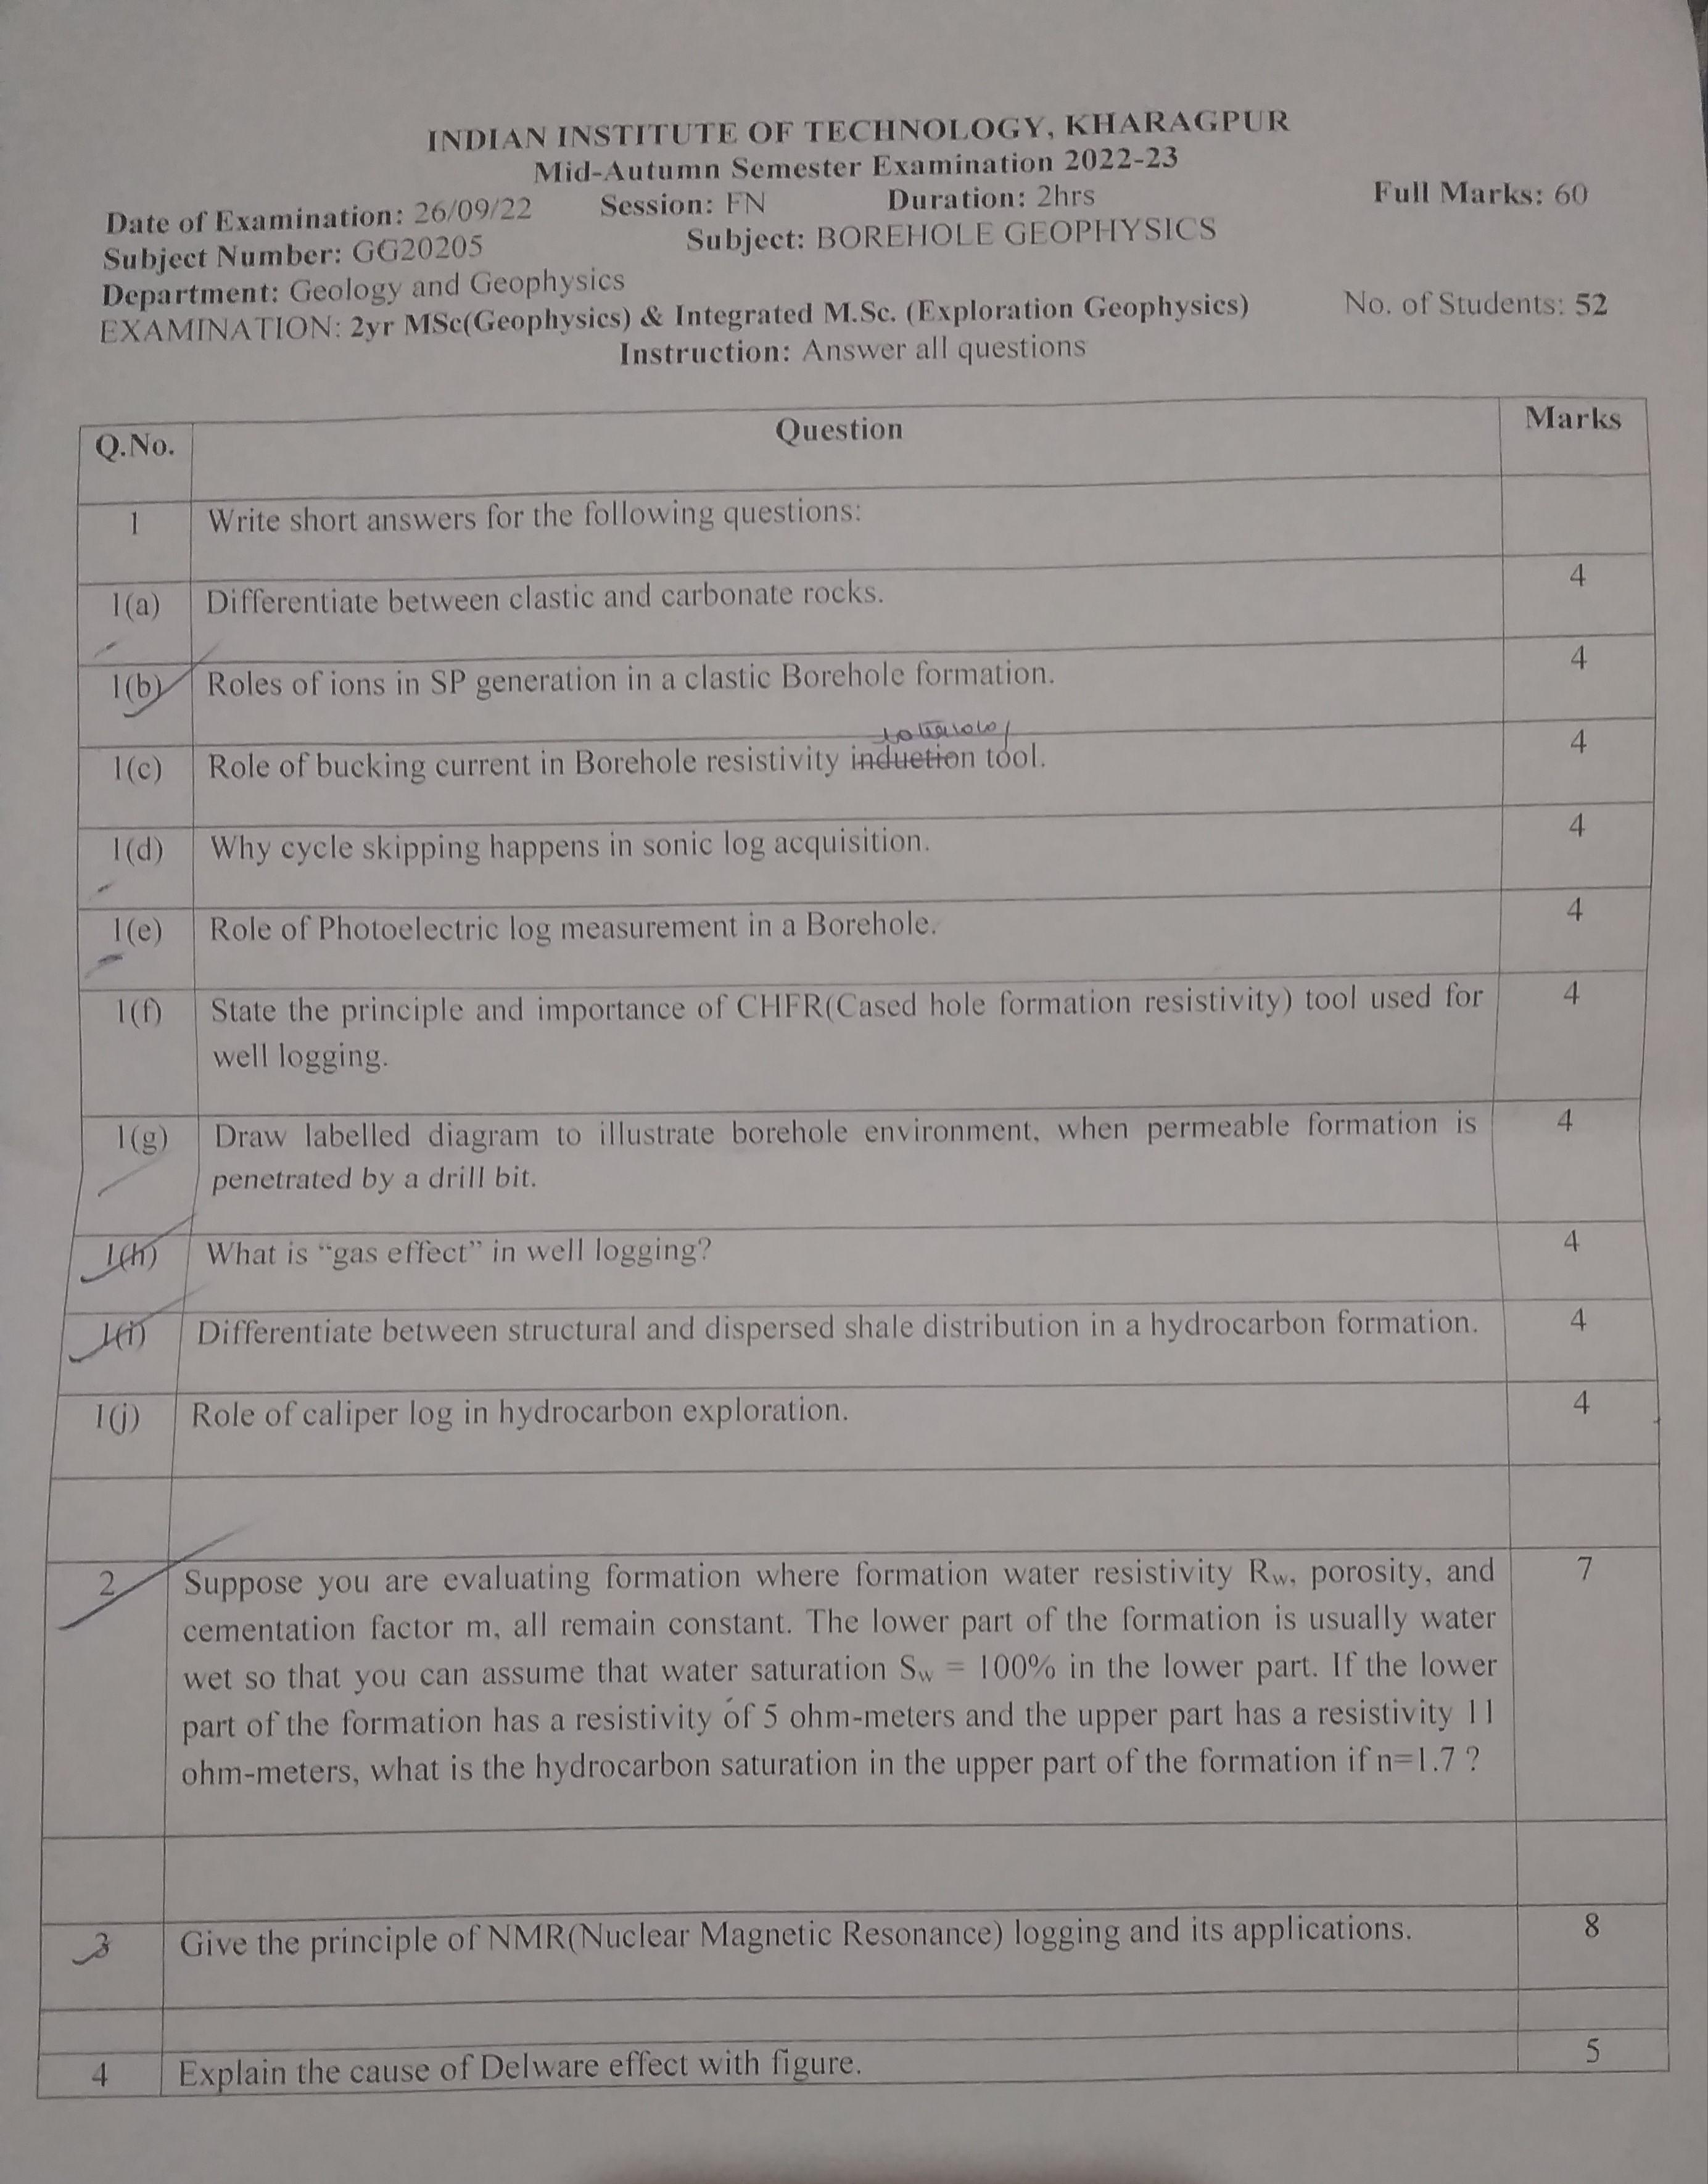 INDIAN INSTITUTE OF TECHNOLOGY, KHARAGPUR
Mid-Autumn Semester Examination 2022-23
Date of Examination: 26/09/22 Session: FN Duration: 2hrs Full Marks: 60
Subject Number: GG20205 Subject: BOREHOLE GEOPHYSICS
Department: Geology and Geophysics
EXAMINATION: 2yr MSc(Geophysics) & Integrated M.Sc. (Exploration Geophysics) No. of Students: 52
Instruction: Answer all questions
Q.No. Question Marks
1 Write short answers for the following questions:
1(a) Differentiate between clastic and carbonate rocks. 4
1(b) Roles of ions in SP generation in a clastic Borehole formation. 4
laterolog
1(c) Role of bucking current in Borehole resistivity induction tool. 4
1(d) Why cycle skipping happens in sonic log acquisition. 4
1(e) Role of Photoelectric log measurement in a Borehole. 4
1(f) State the principle and importance of CHFR(Cased hole formation resistivity) tool used for 4
well logging.
1(g) Draw labelled diagram to illustrate borehole environment, when permeable formation is 4
penetrated by a drill bit.
1(h) What is “gas effect” in well logging? 4
1(i) Differentiate between structural and dispersed shale distribution in a hydrocarbon formation. 4
1(j) Role of caliper log in hydrocarbon exploration. 4
2 Suppose you are evaluating formation where formation water resistivity Rw, porosity, and 7
cementation factor m, all remain constant. The lower part of the formation is usually water
wet so that you can assume that water saturation Sw = 100% in the lower part. If the lower
part of the formation has a resistivity of 5 ohm-meters and the upper part has a resistivity 11
ohm-meters, what is the hydrocarbon saturation in the upper part of the formation if n=1.7 ?
3 Give the principle of NMR(Nuclear Magnetic Resonance) logging and its applications. 8
4 Explain the cause of Delware effect with figure. 5